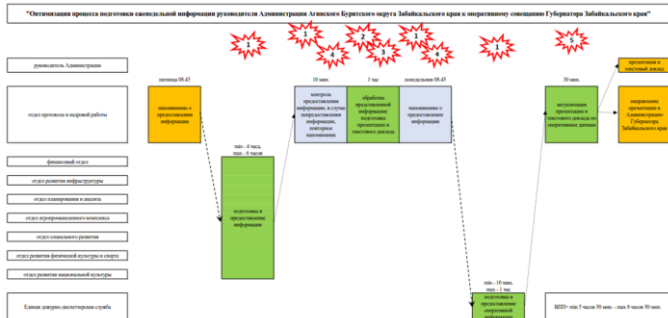 "Оптимизация процесса подготовки еженедельной информации руководителя Администрации Агинского Бурятского округа Забайкальского края к оперативному совещанию Губернатора Забайкальского края"
1
1
4
2
3
1
4
1
5
руководитель Администрации
презентация и
текстовый доклад
пятница 08.45
10 мин.
1 час
понедельник 08.45
30 мин.
отдел протокола и кадровой работы
напоминание о
предоставлении
информации
контроль
предоставления
информации, в случае
непредоставления
информации,
повторное
напоминание
обработка
предоставленной
информации:
подготовка
презентации и
текстового доклада
напоминание о
предоставлении
информации
актуализация
презентации и
текстового доклада по
оперативным данным
направление
презентации в
Администрацию
Губернатора
Забайкальского края
min - 4 часа,
max - 6 часов
финансовый отдел
отдел развития инфраструктуры
отдел планирования и анализа
отдел агропромышленного комплекса
отдел социального развития
отдел развития физической культуры и спорта
отдел развития национальной культуры
подготовка и
предоставление
информации
min - 10 мин.
max - 1 час
Единая дежурно-диспетчерская служба
подготовка и
предоставление
оперативной
информации
ВПП= min 5 часов 50 мин. - max 8 часов 50 мин.